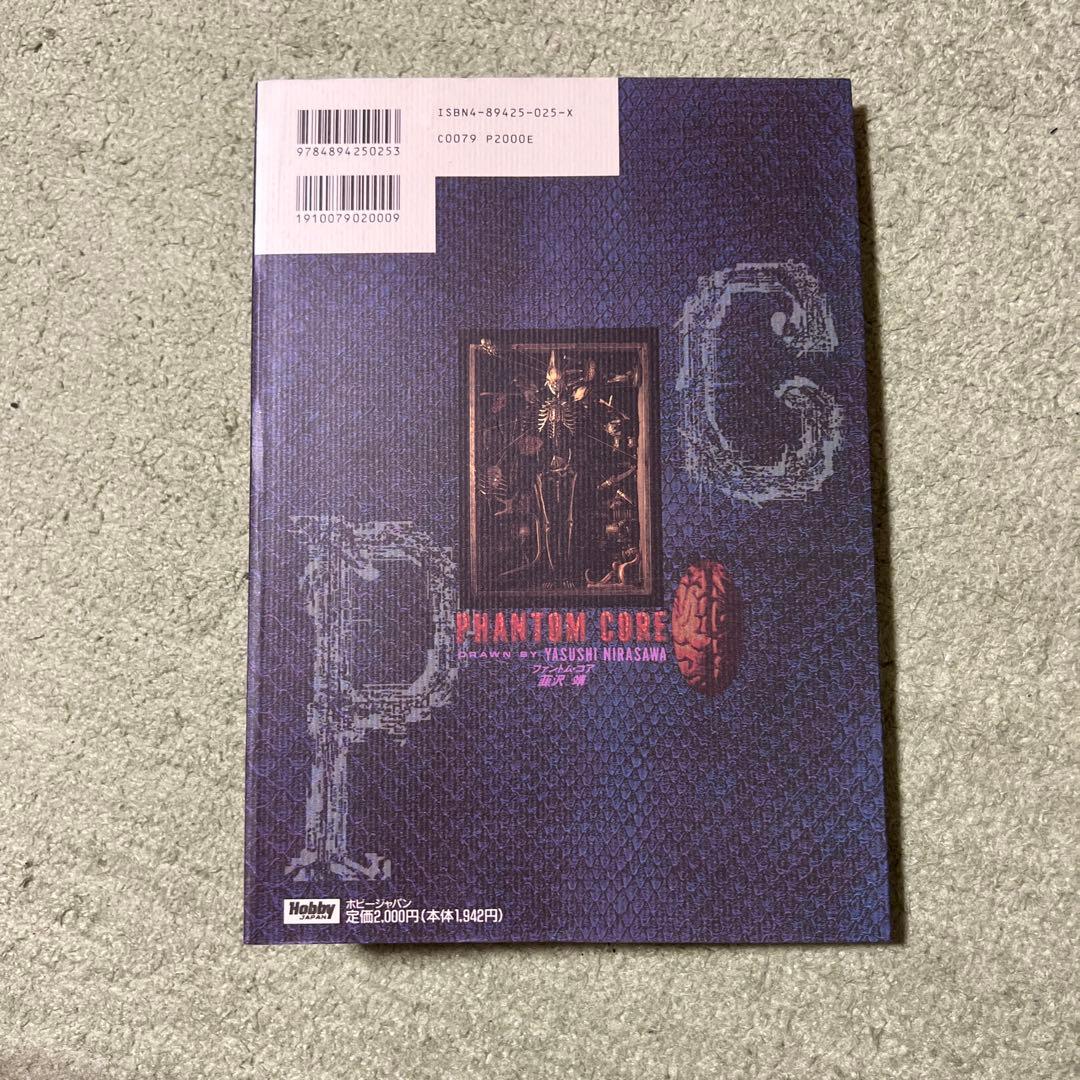 ISBN4-89425-025-X
C0079 P2000E
9784894250253
1910079020009
C
P
PHANTOM CORE
DRAWN BY YASUSHI NIRASAWA
ファントム・コア
韮沢 靖
Hobby JAPAN
ホビージャパン
定価2,000円(本体1,942円)